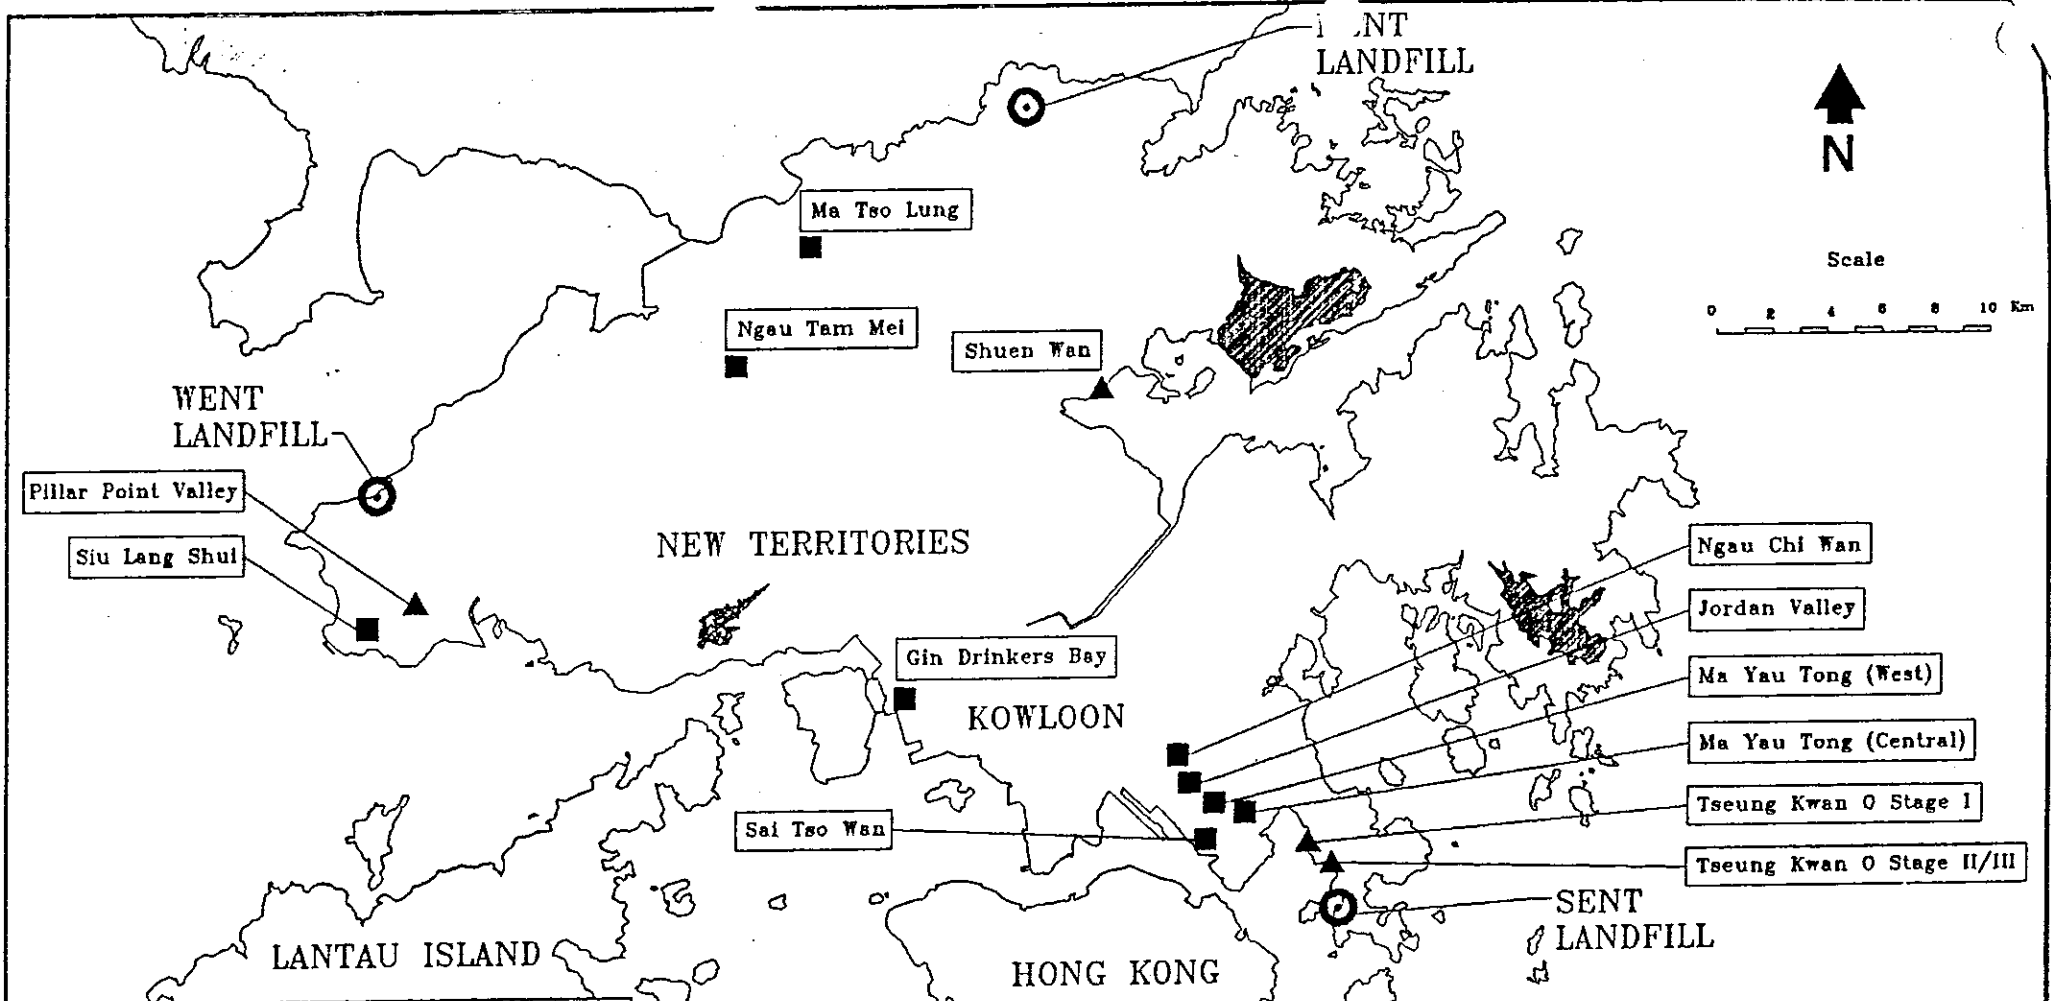 LANDFILL
N
Ma Tso Lung
Scale
0 2 4 6 8 10 Km
Ngau Tam Mei
Shuen Wan
WENT
LANDFILL
Pillar Point Valley
Siu Lang Shui
NEW TERRITORIES
Ngau Chi Wan
Jordan Valley
Gin Drinkers Bay
Ma Yau Tong (West)
KOWLOON
Ma Yau Tong (Central)
Tseung Kwan O Stage I
Sai Tso Wan
Tseung Kwan O Stage II/III
SENT
LANDFILL
LANTAU ISLAND
HONG KONG